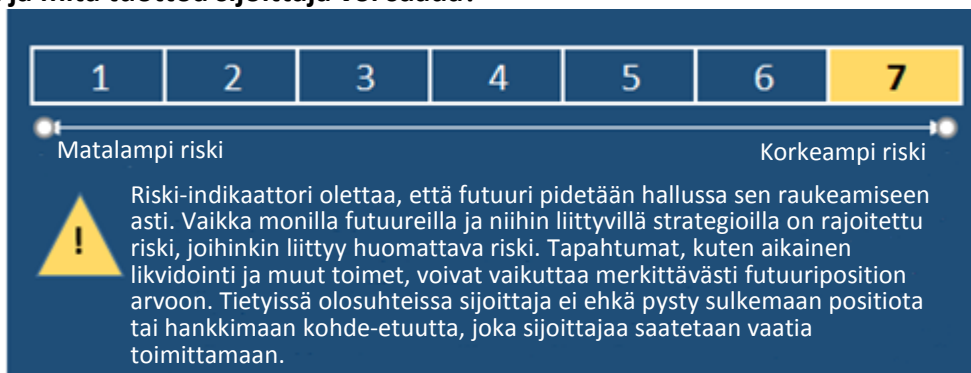 ja mitä tuottoa sijoittaja voi saada?
1 2 3 4 5 6 7
Matalampi riski Korkeampi riski
Riski-indikaattori olettaa, että futuuri pidetään hallussa sen raukeamiseen
asti. Vaikka monilla futuureilla ja niihin liittyvillä strategioilla on rajoitettu
! riski, joihinkin liittyy huomattava riski. Tapahtumat, kuten aikainen
likvidointi ja muut toimet, voivat vaikuttaa merkittävästi futuuriposition
arvoon. Tietyissä olosuhteissa sijoittaja ei ehkä pysty sulkemaan positiota
tai hankkimaan kohde-etuutta, joka sijoittajaa saatetaan vaatia
toimittamaan.